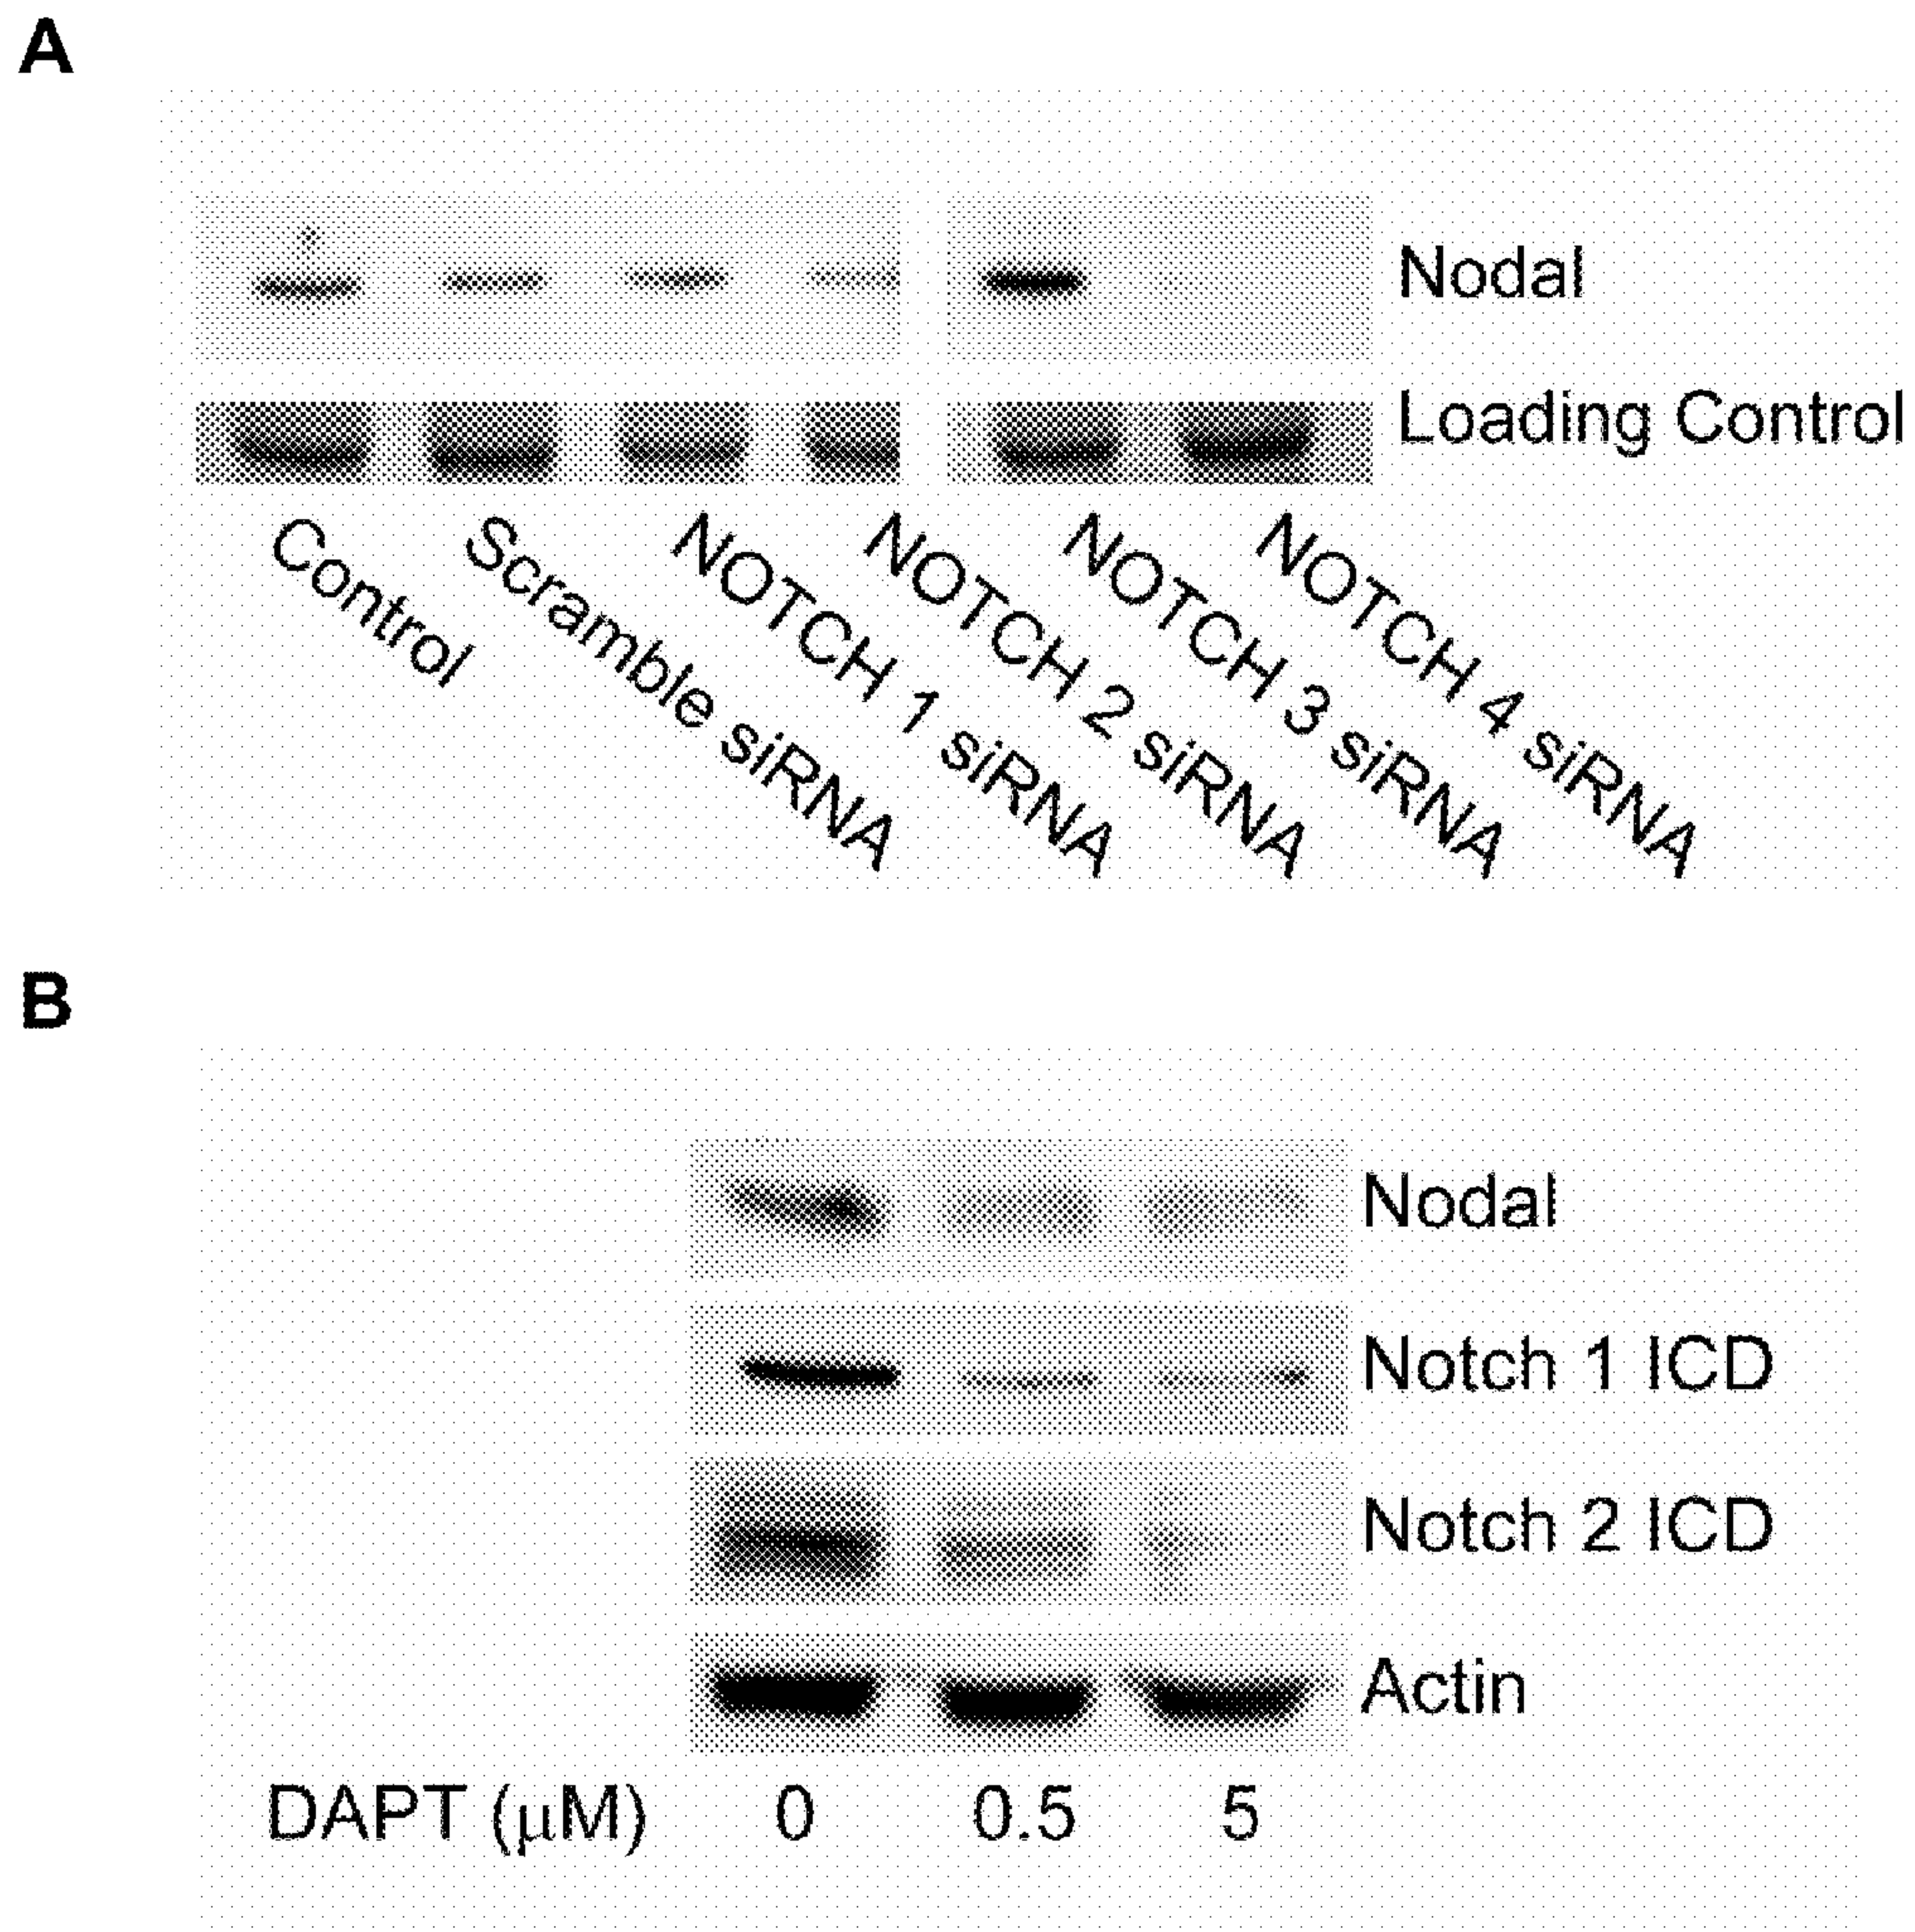 A
Nodal
Loading Control
Control
Scramble siRNA
NOTCH 1 siRNA
NOTCH 2 siRNA
NOTCH 3 siRNA
NOTCH 4 siRNA
B
Nodal
Notch 1 ICD
Notch 2 ICD
Actin
DAPT (μM) 0 0.5 5